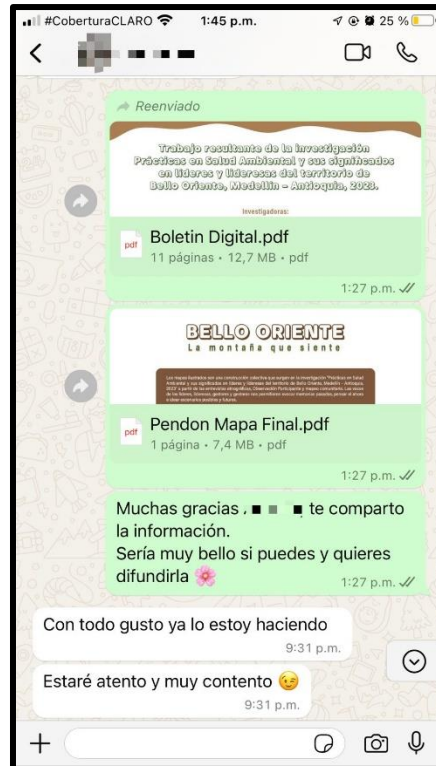 #CoberturaCLARO 1:45 p.m. 25 %
Reenviado
Trabajo resultante de la investigación
Prácticas en Salud Ambiental y sus significados
en líderes y lideresas del territorio de
Bello Oriente, Medellín – Antioquia, 2023.
Investigadoras:
pdf Boletin Digital.pdf
11 páginas • 12,7 MB • pdf
1:27 p.m.
BELLO ORIENTE
La montaña que siente
pdf Pendon Mapa Final.pdf
1 página • 7,4 MB • pdf
1:27 p.m.
Muchas gracias te comparto
la información.
Sería muy bello si puedes y quieres
difundirla 🌸 1:27 p.m.
Con todo gusto ya lo estoy haciendo
9:31 p.m.
Estaré atento y muy contento 😉
9:31 p.m.